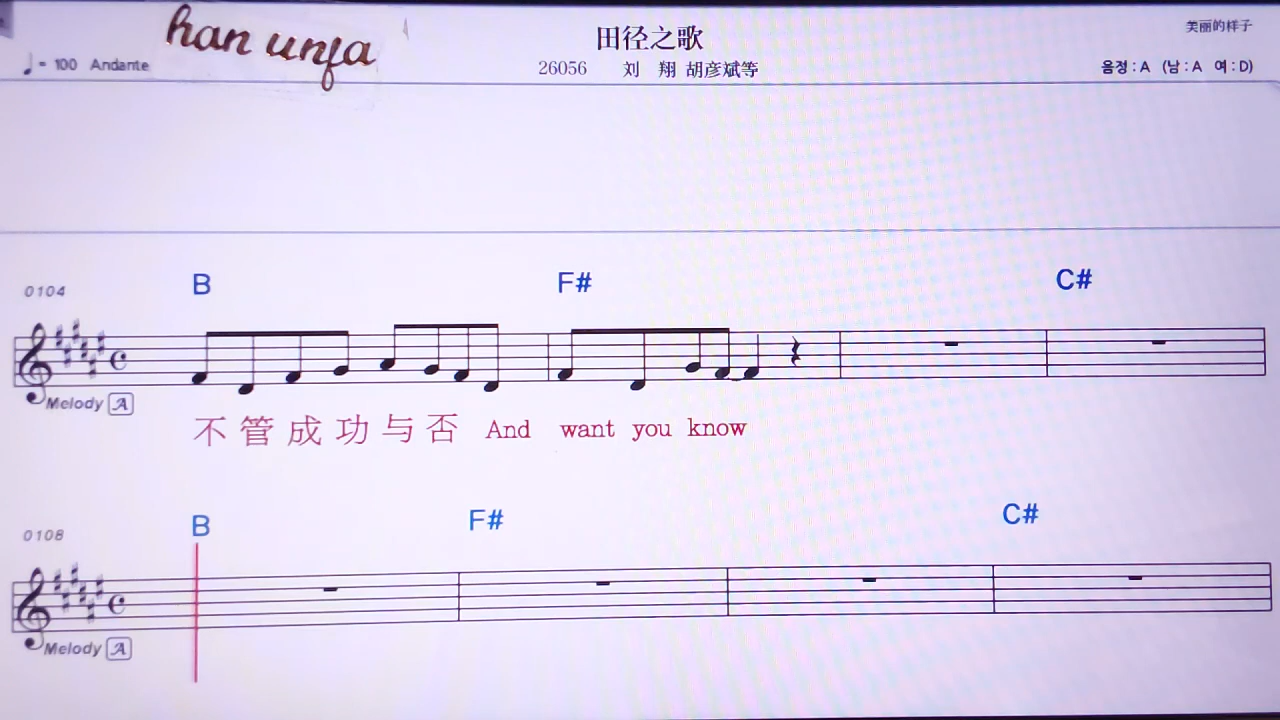 han unfa
田径之歌
美丽的样子
♩ = 100 Andante
26056 刘 翔 胡彦斌等
음정 : A (남 : A 여 : D)
0104
B F# C#
Melody A
不 管 成 功 与 否 And want you know
0108
B F# C#
Melody A